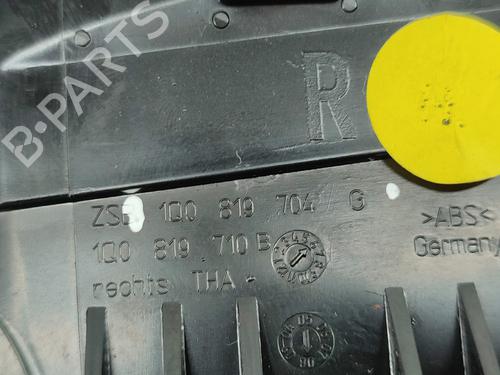 B-PARTS
R
ZSB 1Q0 819 704 G
1Q0 819 710 B
rechts THA
>ABS<
Germany